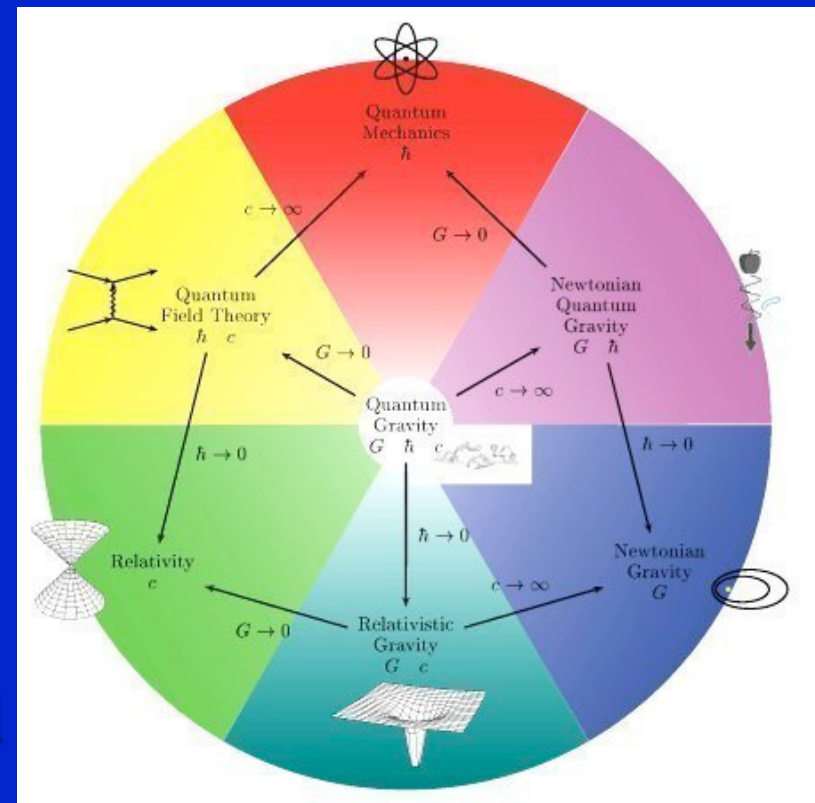 Quantum
Mechanics
ħ
c → ∞
G → 0
Quantum
Field Theory
ħ c
Newtonian
Quantum
Gravity
G ħ
G → 0
c → ∞
Quantum
Gravity
G ħ c
ħ → 0
ħ → 0
ħ → 0
Relativity
c
Newtonian
Gravity
G
c → ∞
G → 0
Relativistic
Gravity
G c